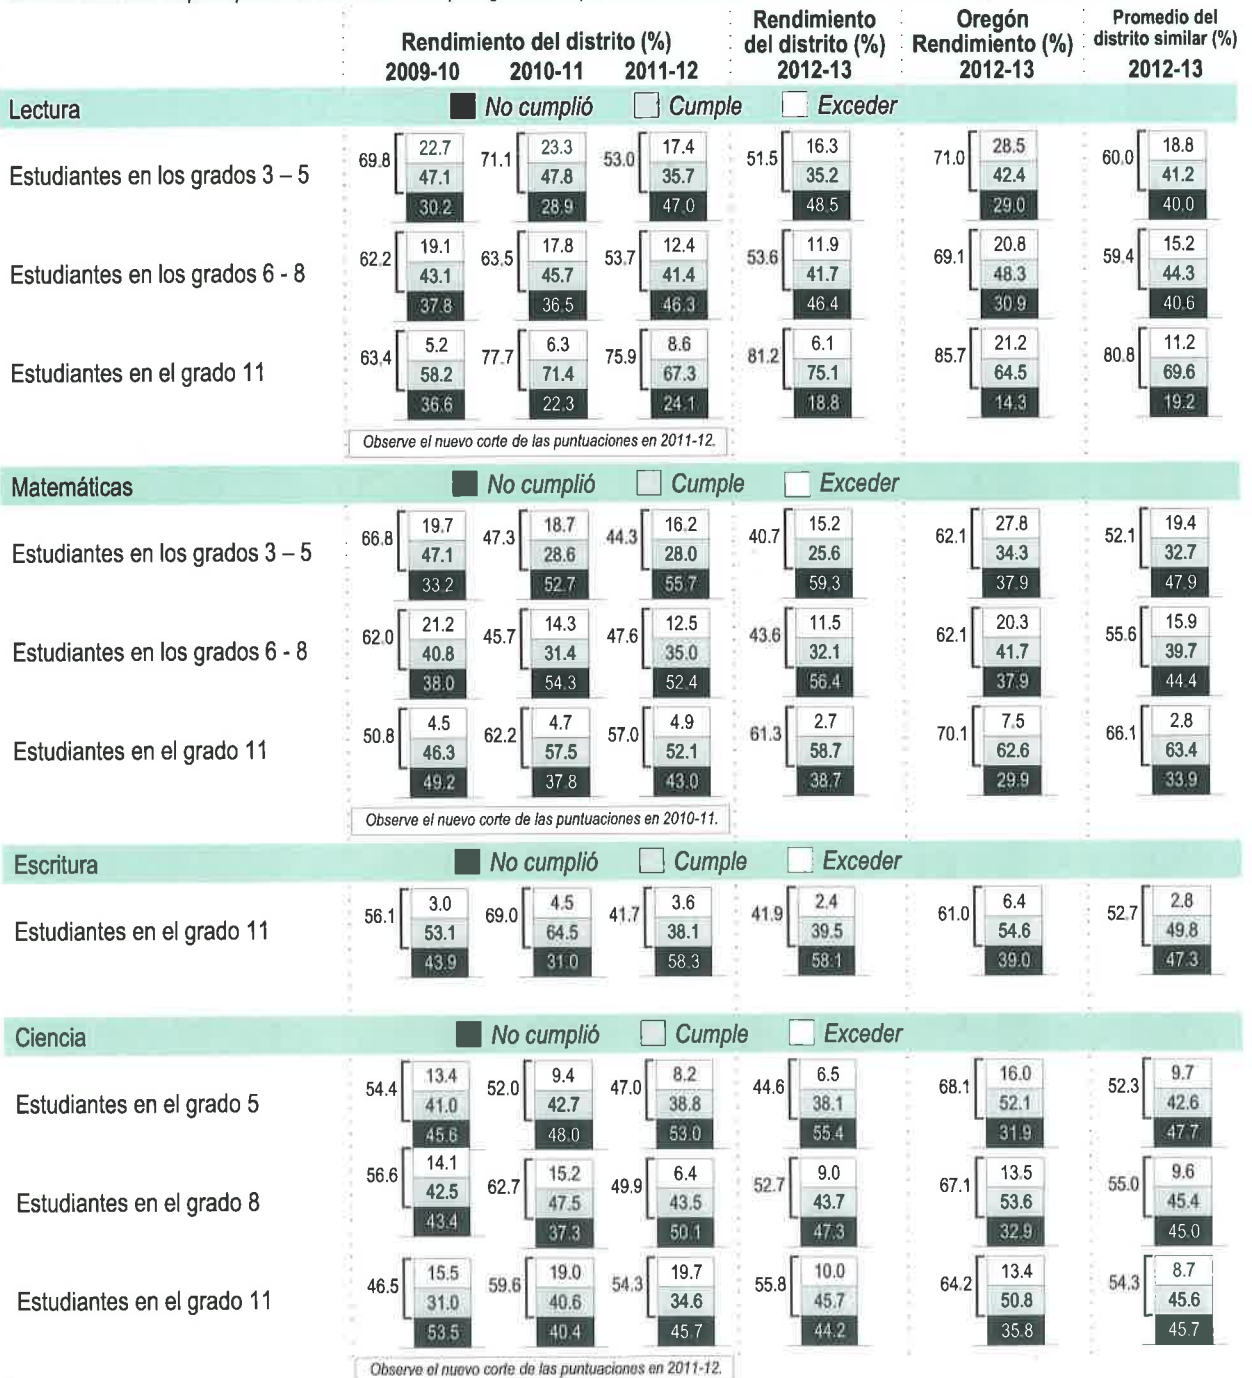 Rendimiento del distrito (%)
2009-10 2010-11 2011-12
Rendimiento del distrito (%)
2012-13
Oregón Rendimiento (%)
2012-13
Promedio del distrito similar (%)
2012-13
Lectura No cumplió Cumple Exceder
Estudiantes en los grados 3 – 5
69.8 22.7 47.1 30.2
71.1 23.3 47.8 28.9
53.0 17.4 35.7 47.0
51.5 16.3 35.2 48.5
71.0 28.5 42.4 29.0
60.0 18.8 41.2 40.0
Estudiantes en los grados 6 - 8
62.2 19.1 43.1 37.8
63.5 17.8 45.7 36.5
53.7 12.4 41.4 46.3
53.6 11.9 41.7 46.4
69.1 20.8 48.3 30.9
59.4 15.2 44.3 40.6
Estudiantes en el grado 11
63.4 5.2 58.2 36.6
77.7 6.3 71.4 22.3
75.9 8.6 67.3 24.1
81.2 6.1 75.1 18.8
85.7 21.2 64.5 14.3
80.8 11.2 69.6 19.2
Observe el nuevo corte de las puntuaciones en 2011-12.
Matemáticas No cumplió Cumple Exceder
Estudiantes en los grados 3 – 5
66.8 19.7 47.1 33.2
47.3 18.7 28.6 52.7
44.3 16.2 28.0 55.7
40.7 15.2 25.6 59.3
62.1 27.8 34.3 37.9
52.1 19.4 32.7 47.9
Estudiantes en los grados 6 - 8
62.0 21.2 40.8 38.0
45.7 14.3 31.4 54.3
47.6 12.5 35.0 52.4
43.6 11.5 32.1 56.4
62.1 20.3 41.7 37.9
55.6 15.9 39.7 44.4
Estudiantes en el grado 11
50.8 4.5 46.3 49.2
62.2 4.7 57.5 37.8
57.0 4.9 52.1 43.0
61.3 2.7 58.7 38.7
70.1 7.5 62.6 29.9
66.1 2.8 63.4 33.9
Observe el nuevo corte de las puntuaciones en 2010-11.
Escritura No cumplió Cumple Exceder
Estudiantes en el grado 11
56.1 3.0 53.1 43.9
69.0 4.5 64.5 31.0
41.7 3.6 38.1 58.3
41.9 2.4 39.5 58.1
61.0 6.4 54.6 39.0
52.7 2.8 49.8 47.3
Ciencia No cumplió Cumple Exceder
Estudiantes en el grado 5
54.4 13.4 41.0 45.6
52.0 9.4 42.7 48.0
47.0 8.2 38.8 53.0
44.6 6.5 38.1 55.4
68.1 16.0 52.1 31.9
52.3 9.7 42.6 47.7
Estudiantes en el grado 8
56.6 14.1 42.5 43.4
62.7 15.2 47.5 37.3
49.9 6.4 43.5 50.1
52.7 9.0 43.7 47.3
67.1 13.5 53.6 32.9
55.0 9.6 45.4 45.0
Estudiantes en el grado 11
46.5 15.5 31.0 53.5
59.6 19.0 40.6 40.4
54.3 19.7 34.6 45.7
55.8 10.0 45.7 44.2
64.2 13.4 50.8 35.8
54.3 8.7 45.6 45.7
Observe el nuevo corte de las puntuaciones en 2011-12.